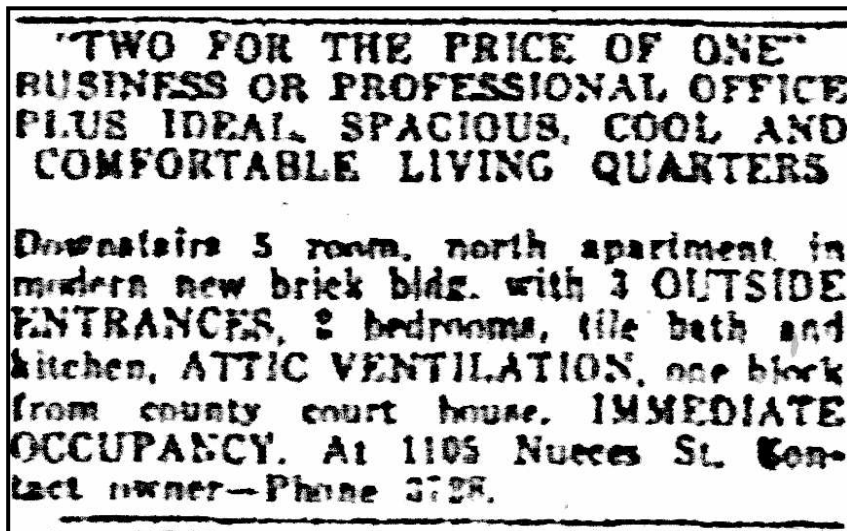 "TWO FOR THE PRICE OF ONE"
BUSINESS OR PROFESSIONAL OFFICE
PLUS IDEAL, SPACIOUS, COOL AND
COMFORTABLE LIVING QUARTERS
Downstairs 5 room, north apartment in
modern new brick bldg. with 3 OUTSIDE
ENTRANCES, 2 bedrooms, tile bath and
kitchen, ATTIC VENTILATION, one block
from county court house. IMMEDIATE
OCCUPANCY. At 1105 Nueces St. Con-
tact owner—Phone